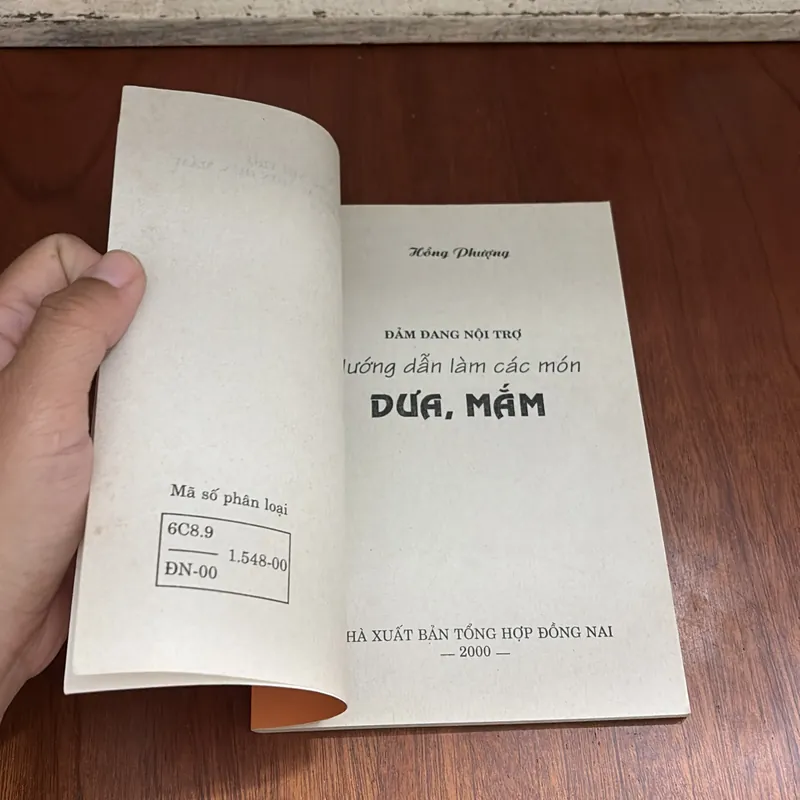 Mã số phân loại
6C8.9
ĐN-00
1.548-00
Hồng Phượng
ĐẢM ĐANG NỘI TRỢ
Hướng dẫn làm các món
DƯA, MẮM
HÀ XUẤT BẢN TỔNG HỢP ĐỒNG NAI
— 2000 —